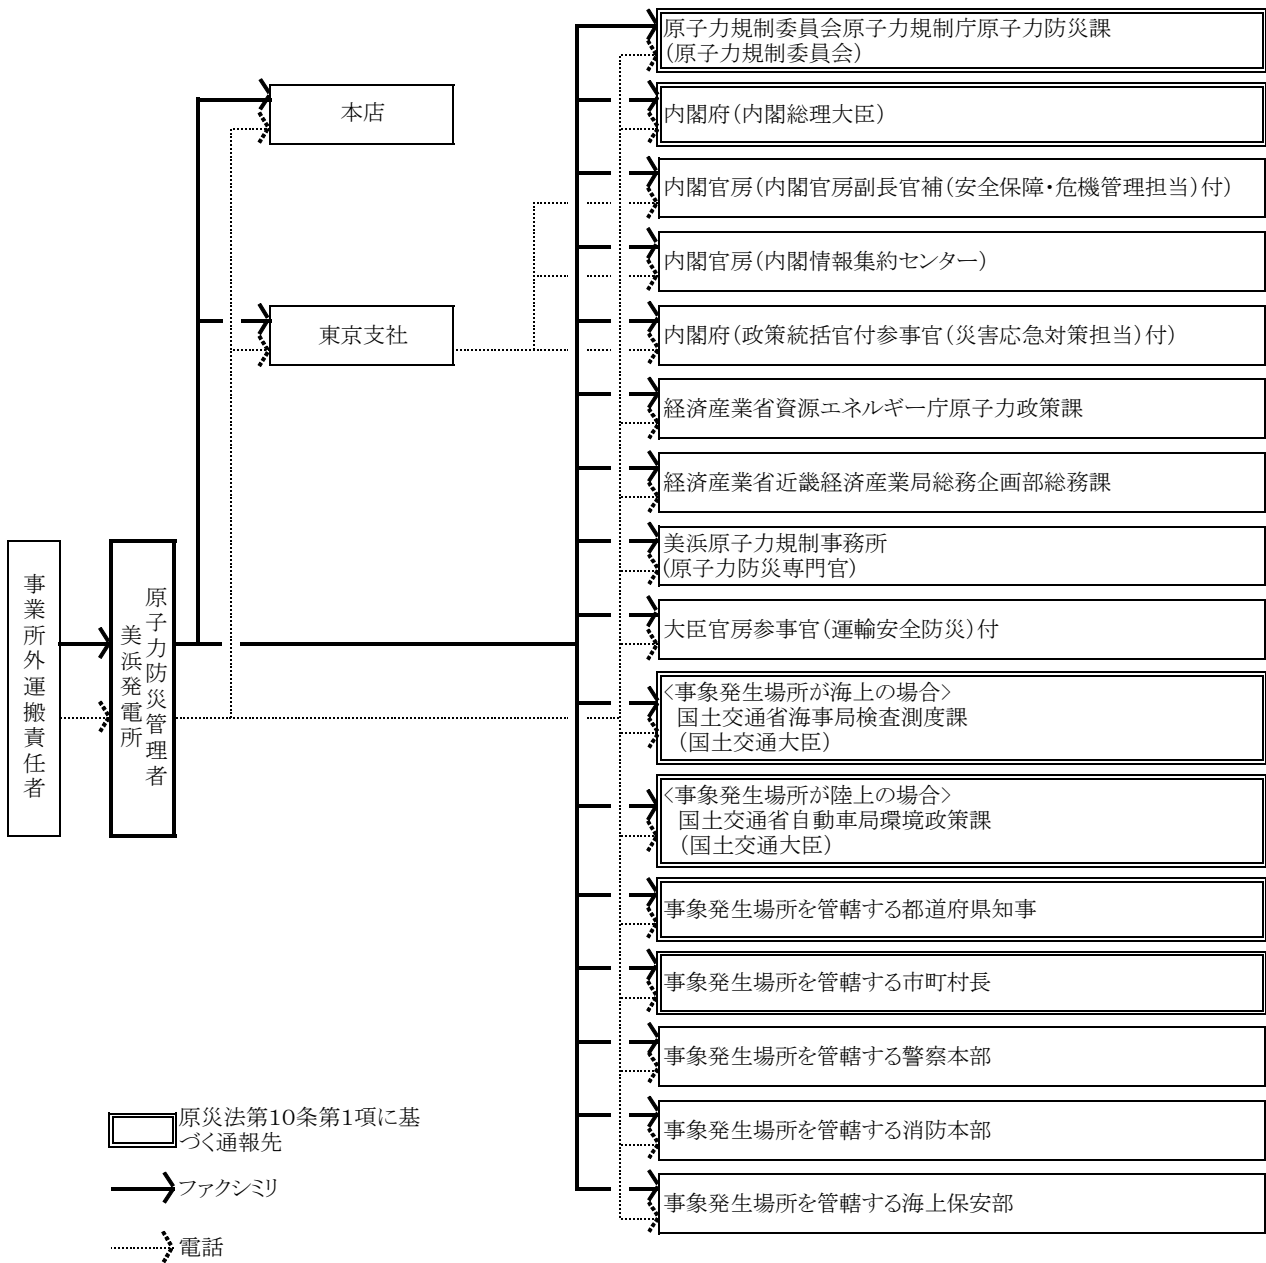 原子力規制委員会原子力規制庁原子力防災課
(原子力規制委員会)
本店
内閣府(内閣総理大臣)
内閣官房(内閣官房副長官補(安全保障・危機管理担当)付)
内閣官房(内閣情報集約センター)
東京支社
内閣府(政策統括官付参事官(災害応急対策担当)付)
経済産業省資源エネルギー庁原子力政策課
経済産業省近畿経済産業局総務企画部総務課
美浜原子力規制事務所
(原子力防災専門官)
事業所外運搬責任者
原子力防災管理者
美浜発電所
大臣官房参事官(運輸安全防災)付
<事象発生場所が海上の場合>
国土交通省海事局検査測度課
(国土交通大臣)
<事象発生場所が陸上の場合>
国土交通省自動車局環境政策課
(国土交通大臣)
事象発生場所を管轄する都道府県知事
事象発生場所を管轄する市町村長
事象発生場所を管轄する警察本部
事象発生場所を管轄する消防本部
事象発生場所を管轄する海上保安部
原災法第10条第1項に基
づく通報先
ファクシミリ
電話